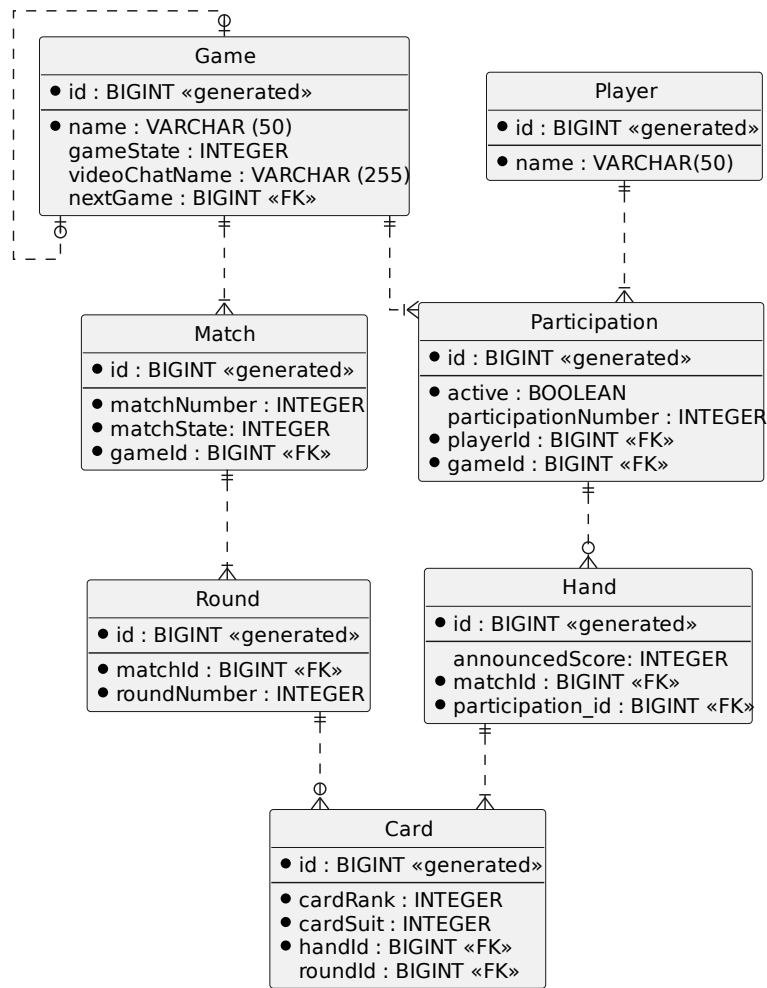 Game
id : BIGINT «generated»
name : VARCHAR (50)
gameState : INTEGER
videoChatName : VARCHAR (255)
nextGame : BIGINT «FK»
Player
id : BIGINT «generated»
name : VARCHAR(50)
Match
id : BIGINT «generated»
matchNumber : INTEGER
matchState: INTEGER
gameId : BIGINT «FK»
Participation
id : BIGINT «generated»
active : BOOLEAN
participationNumber : INTEGER
playerId : BIGINT «FK»
gameId : BIGINT «FK»
Round
id : BIGINT «generated»
matchId : BIGINT «FK»
roundNumber : INTEGER
Hand
id : BIGINT «generated»
announcedScore: INTEGER
matchId : BIGINT «FK»
participation_id : BIGINT «FK»
Card
id : BIGINT «generated»
cardRank : INTEGER
cardSuit : INTEGER
handId : BIGINT «FK»
roundId : BIGINT «FK»